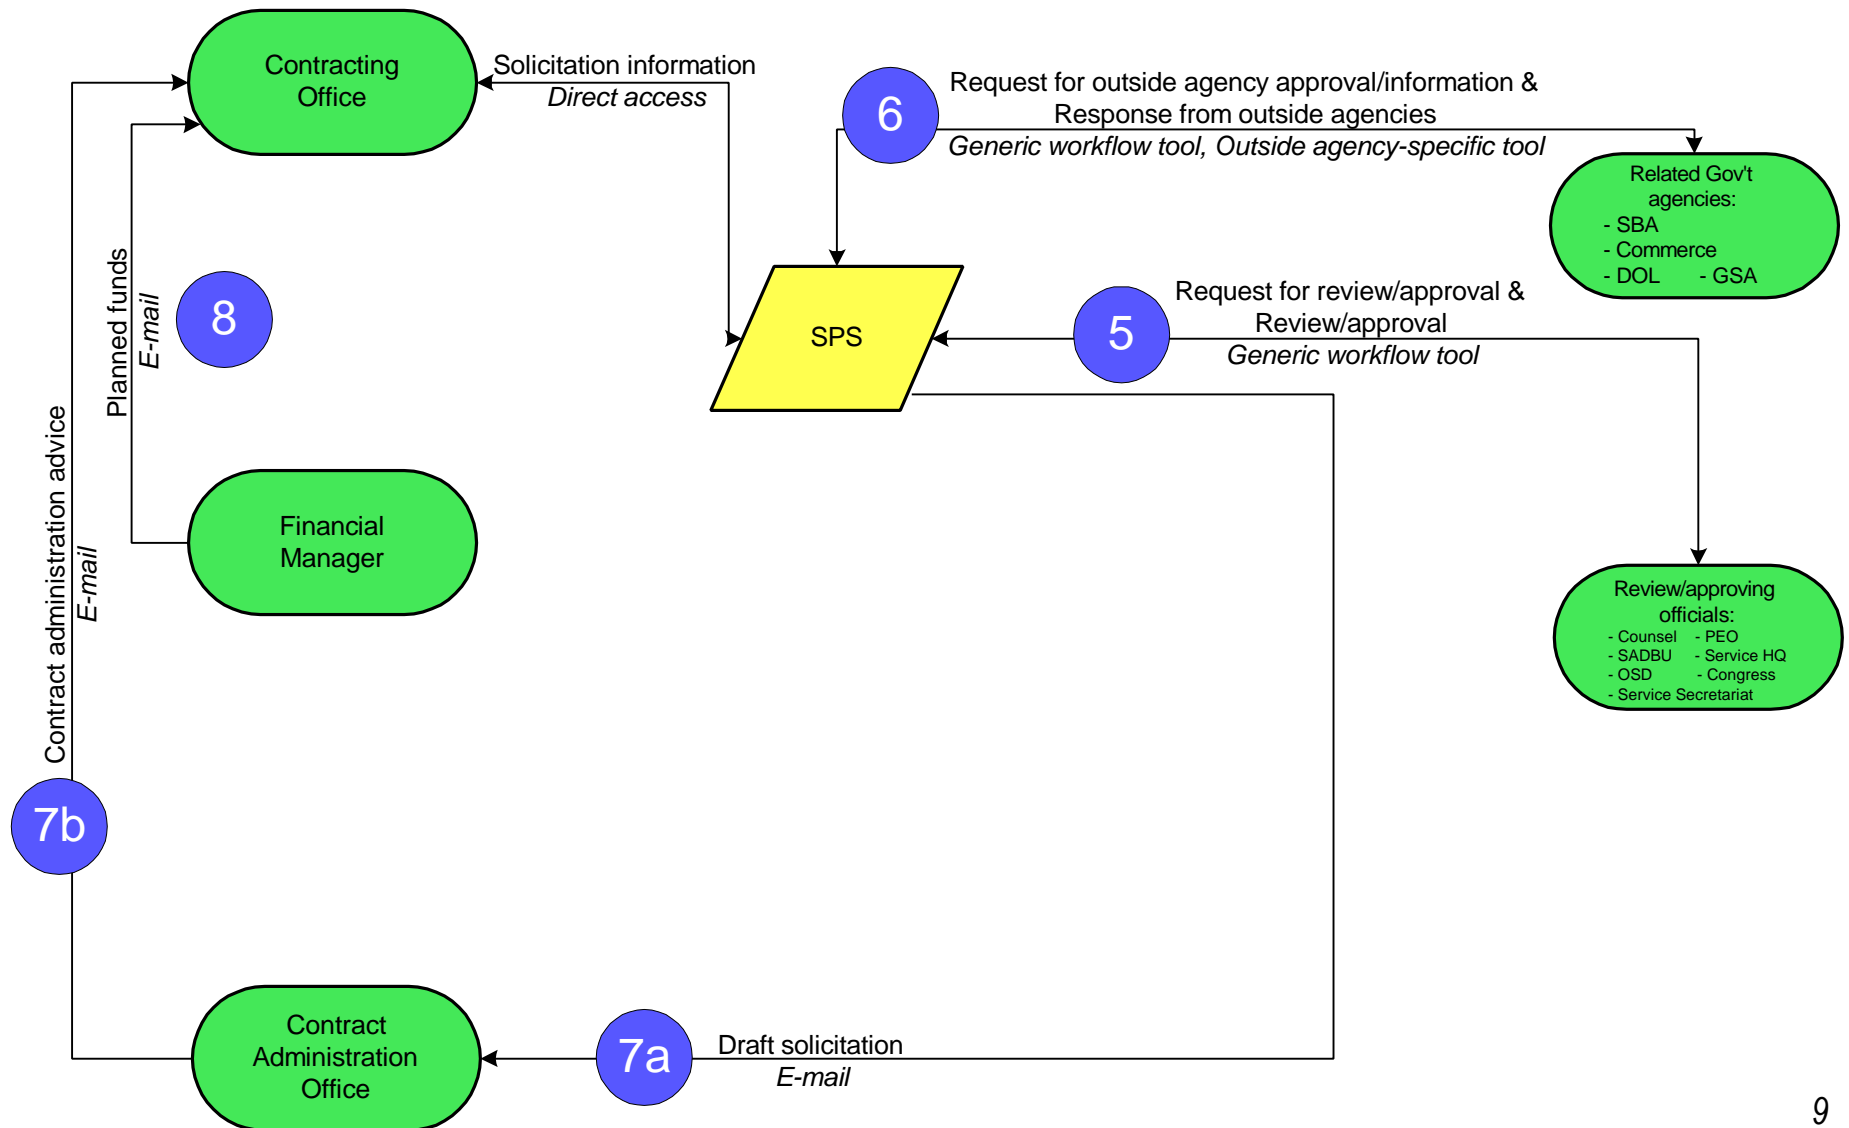 Contracting
Office
Solicitation information
Direct access
6
Request for outside agency approval/information &
Response from outside agencies
Generic workflow tool, Outside agency-specific tool
Related Gov't
agencies:
- SBA
- Commerce
- DOL - GSA
Planned funds
E-mail
8
SPS
5
Request for review/approval &
Review/approval
Generic workflow tool
Contract administration advice
E-mail
Financial
Manager
Review/approving
officials:
- Counsel - PEO
- SADBU - Service HQ
- OSD - Congress
- Service Secretariat
7b
Contract
Administration
Office
7a
Draft solicitation
E-mail
9